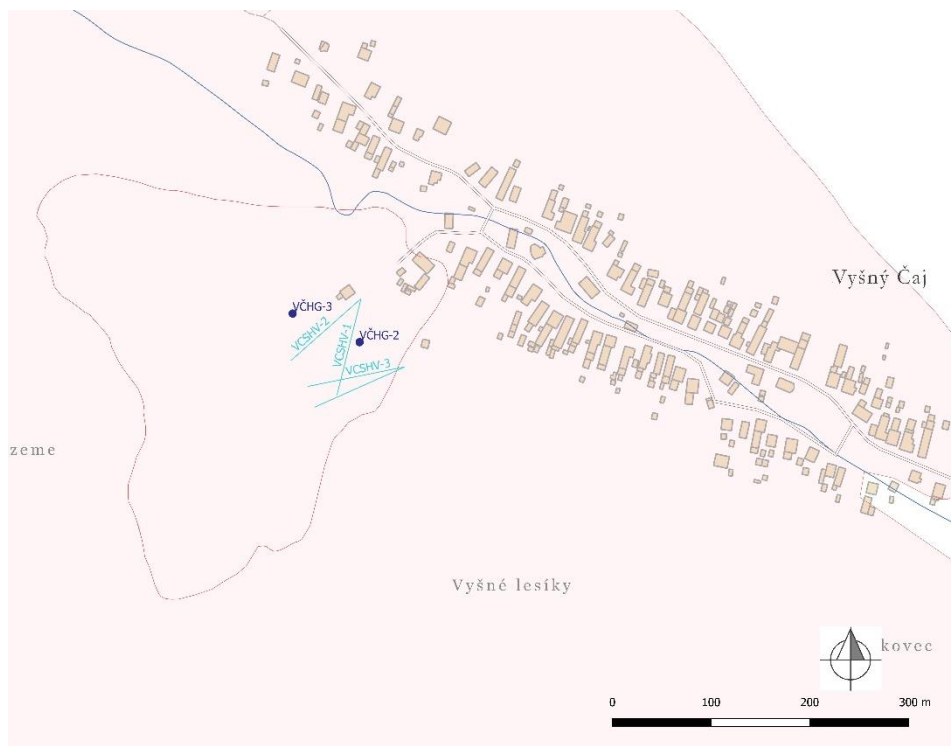 Vyšný Čaj
VČHG-3
VCSHV-2
VCSHV-1
VČHG-2
VCSHV-3
zeme
Vyšné lesíky
kovec
0 100 200 300 m